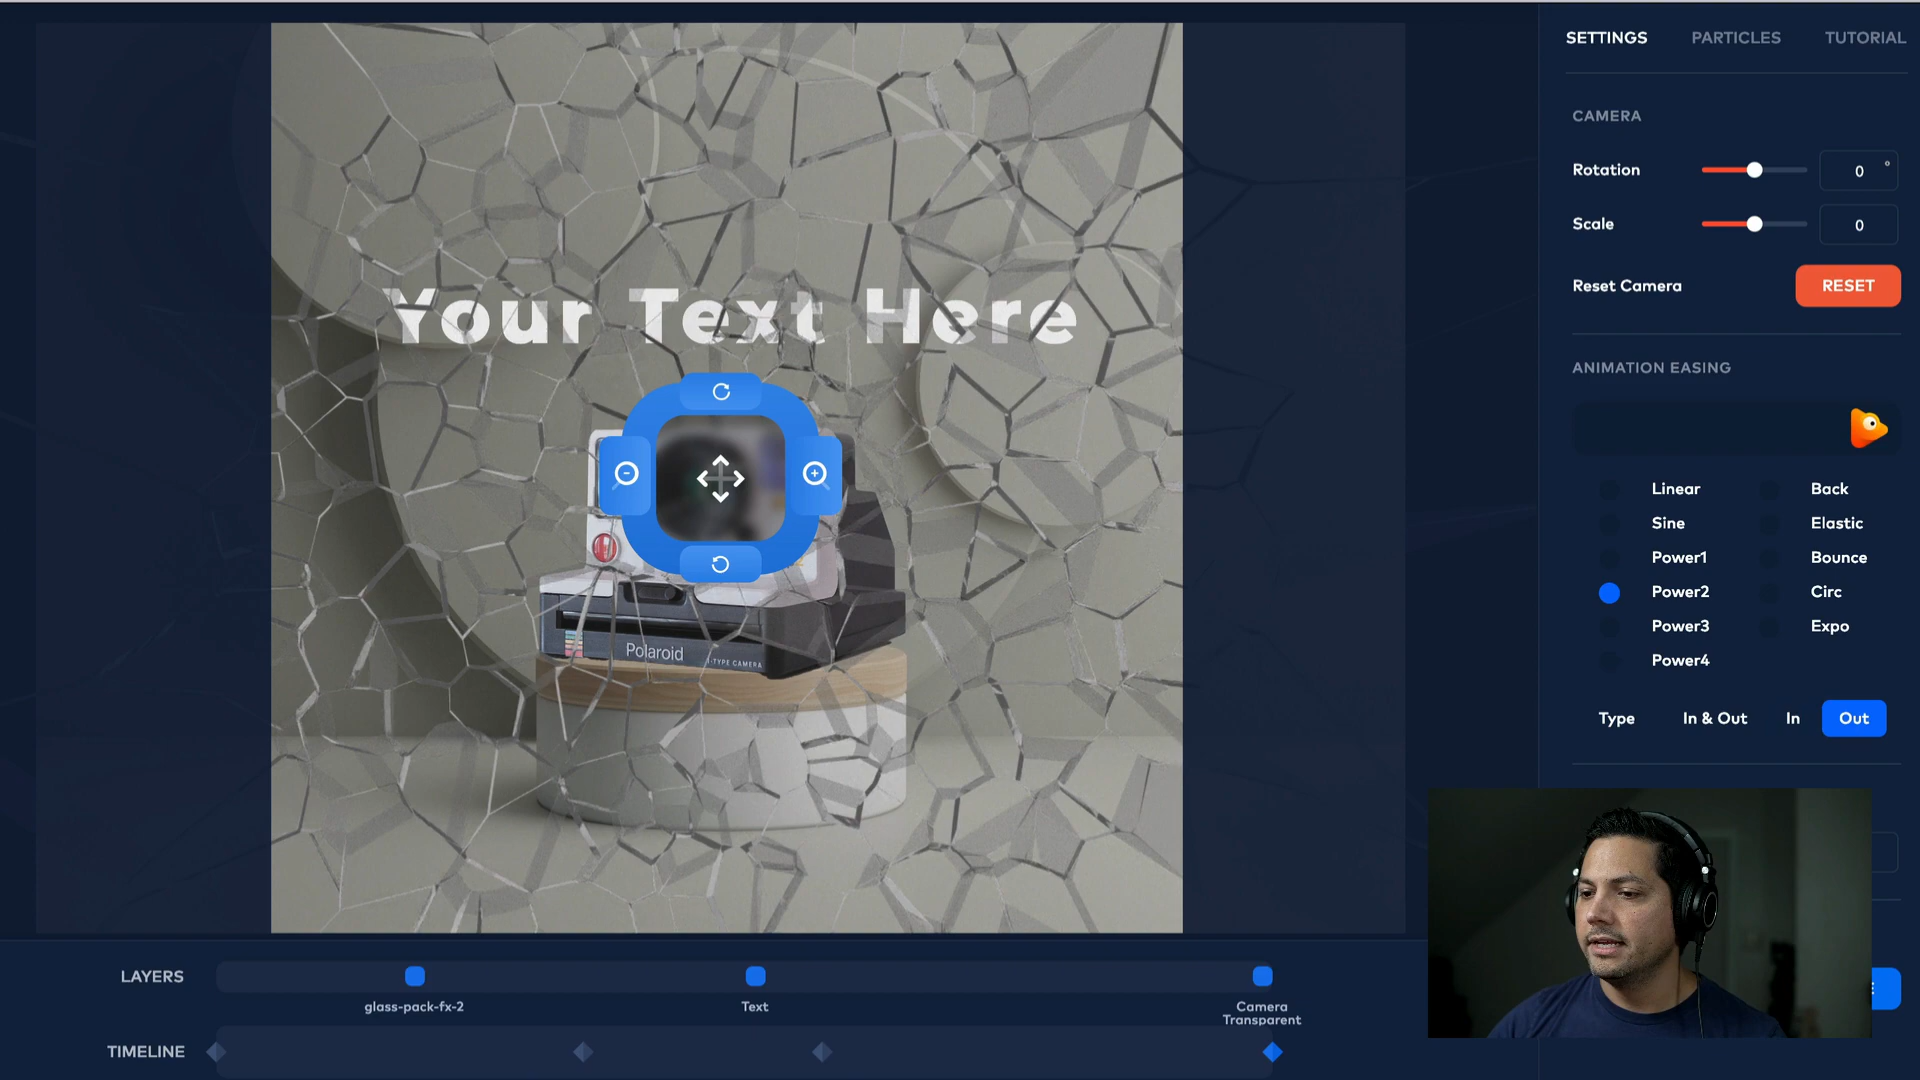 SETTINGS PARTICLES TUTORIAL
CAMERA
Rotation 0 °
Scale 0
Reset Camera RESET
ANIMATION EASING
Linear Back
Sine Elastic
Power1 Bounce
Power2 Circ
Power3 Expo
Power4
Type In & Out In Out
Your Text Here
Polaroid
I-TYPE CAMERA
LAYERS
glass-pack-fx-2 Text Camera
Transparent
TIMELINE